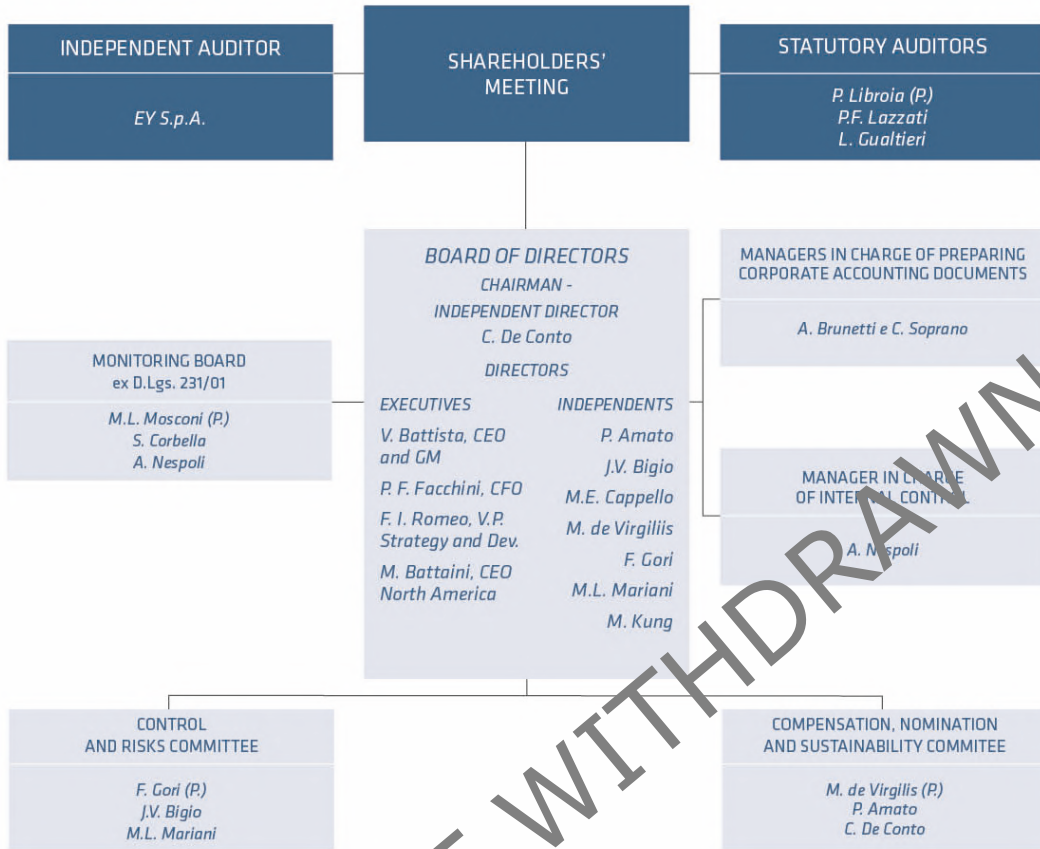 INDEPENDENT AUDITOR
EY S.p.A.
SHAREHOLDERS'
MEETING
STATUTORY AUDITORS
P. Libroia (P.)
P.F. Lazzati
L. Gualtieri
BOARD OF DIRECTORS
CHAIRMAN -
INDEPENDENT DIRECTOR
C. De Conto
DIRECTORS
EXECUTIVES
V. Battista, CEO
and GM
P. F. Facchini, CFO
F. I. Romeo, V.P.
Strategy and Dev.
M. Battaini, CEO
North America
INDEPENDENTS
P. Amato
J.V. Bigio
M.E. Cappello
M. de Virgiliis
F. Gori
M.L. Mariani
M. Kung
MONITORING BOARD
ex D.Lgs. 231/01
M.L. Mosconi (P.)
S. Corbella
A. Nespoli
MANAGERS IN CHARGE OF PREPARING
CORPORATE ACCOUNTING DOCUMENTS
A. Brunetti e C. Soprano
MANAGER IN CHARGE
OF INTERNAL CONTROL
A. Nespoli
CONTROL
AND RISKS COMMITTEE
F. Gori (P.)
J.V. Bigio
M.L. Mariani
COMPENSATION, NOMINATION
AND SUSTAINABILITY COMMITEE
M. de Virgilis (P.)
P. Amato
C. De Conto
WITHDRAWN